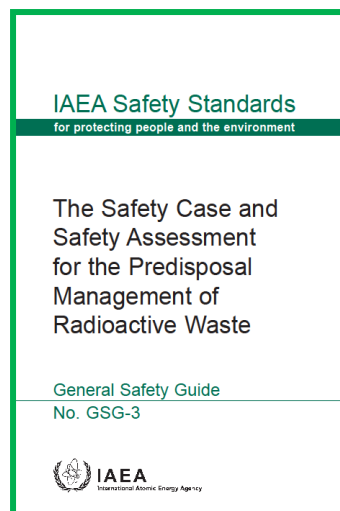 IAEA Safety Standards
for protecting people and the environment
The Safety Case and
Safety Assessment
for the Predisposal
Management of
Radioactive Waste
General Safety Guide
No. GSG-3
IAEA
International Atomic Energy Agency